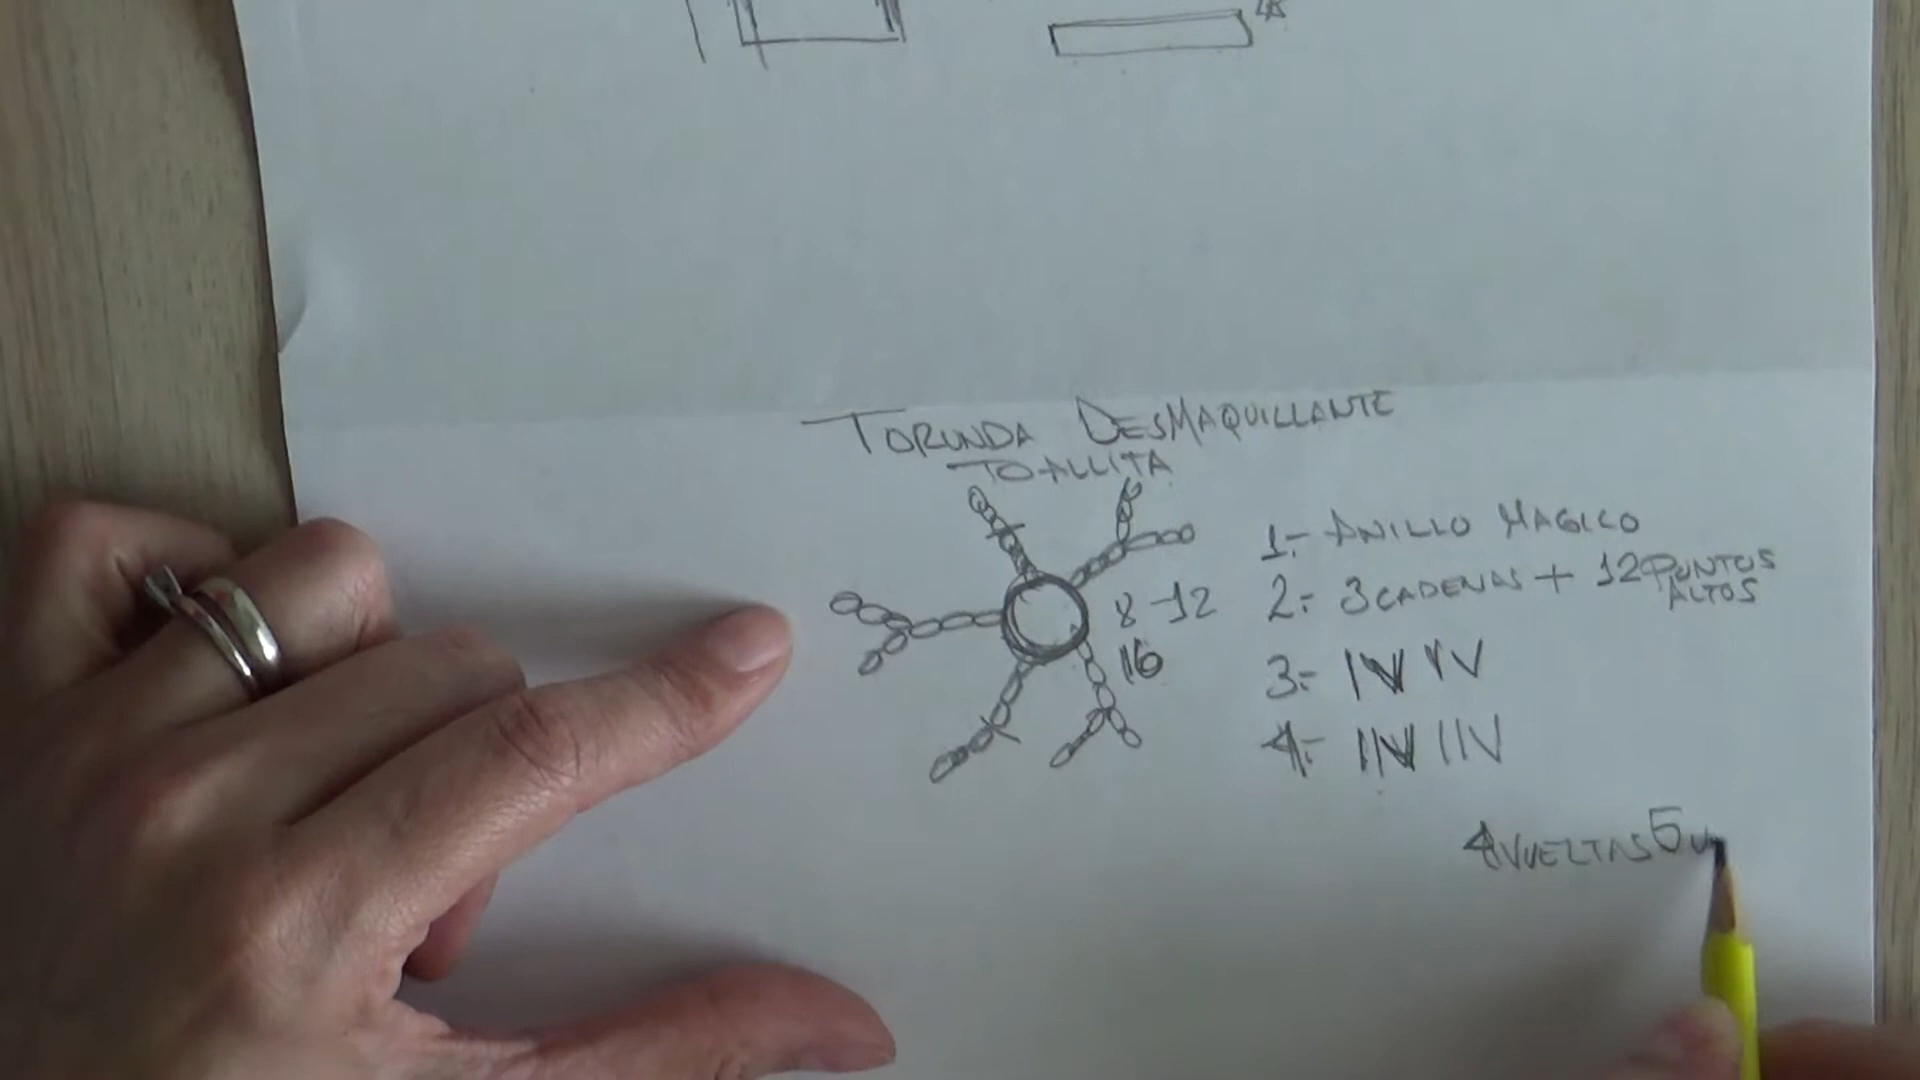 TORUNDA DESMAQUILLANTE
TOALLITA
1.- ANILLO MAGICO
2.- 3 CADENAS + 12 PUNTOS ALTOS
8-12
16
3.- IV IV
4.- IIV IIV
4 VUELTAS 5